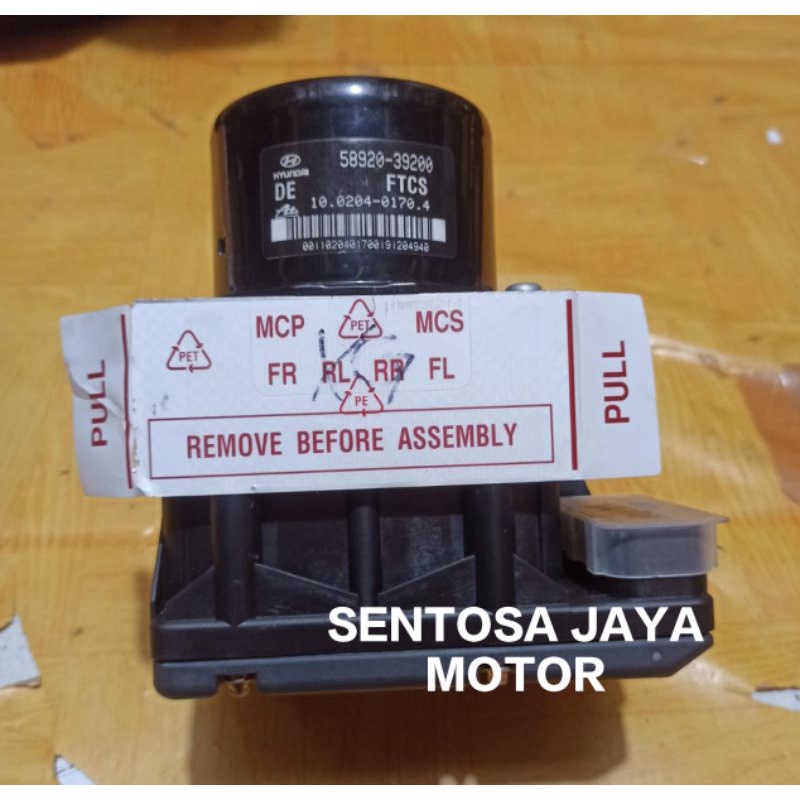 HYUNDAI
58920-39200
DE
FTCS
10.0204-0170.4
0011020401700191204940
MCP
PET
MCS
PET
FR
RL
RR
FL
PE
PULL
PULL
REMOVE BEFORE ASSEMBLY
SENTOSA JAYA
MOTOR